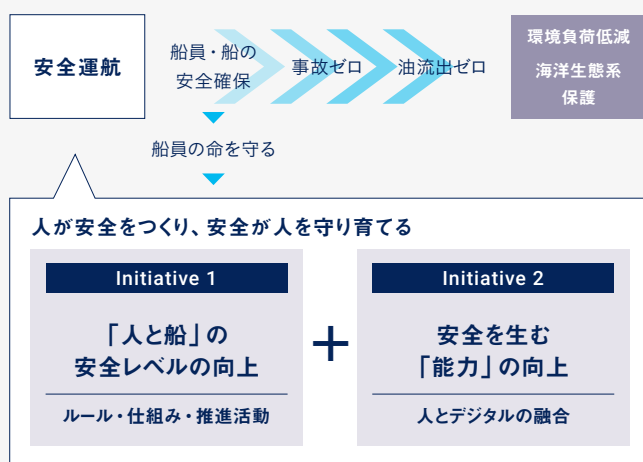 安全運航
船員・船の
安全確保
事故ゼロ
油流出ゼロ
環境負荷低減
海洋生態系
保護
船員の命を守る
人が安全をつくり、安全が人を守り育てる
Initiative 1
「人と船」の
安全レベルの向上
ルール・仕組み・推進活動
+
Initiative 2
安全を生む
「能力」の向上
人とデジタルの融合